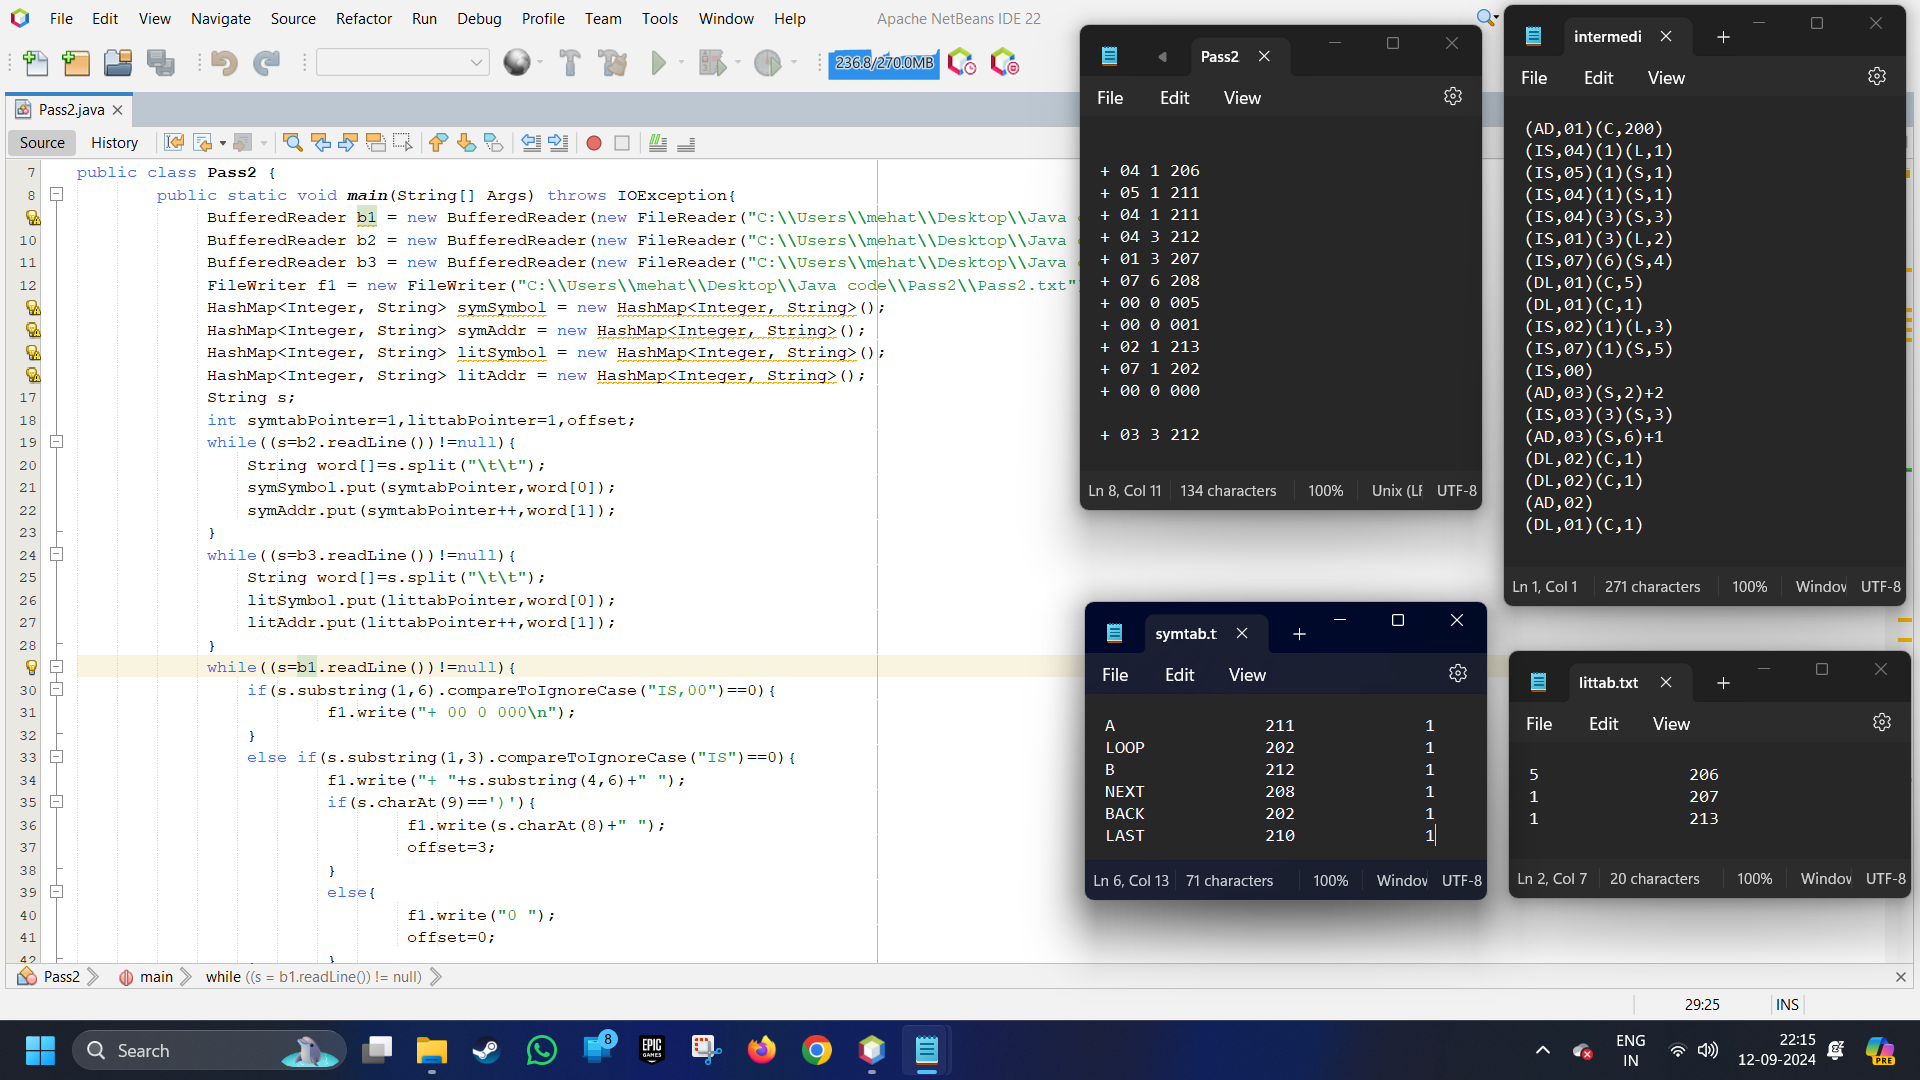 File Edit View Navigate Source Refactor Run Debug Profile Team Tools Window Help Apache NetBeans IDE 22
236.8/270.0MB
Pass2.java
Source History
7 public class Pass2 {
8 public static void main(String[] Args) throws IOException{
BufferedReader b1 = new BufferedReader(new FileReader("C:\\Users\\mehat\\Desktop\\Java
10 BufferedReader b2 = new BufferedReader(new FileReader("C:\\Users\\mehat\\Desktop\\Java
11 BufferedReader b3 = new BufferedReader(new FileReader("C:\\Users\\mehat\\Desktop\\Java
12 FileWriter f1 = new FileWriter("C:\\Users\\mehat\\Desktop\\Java code\\Pass2\\Pass2.txt"
HashMap<Integer, String> symSymbol = new HashMap<Integer, String>();
HashMap<Integer, String> symAddr = new HashMap<Integer, String>();
HashMap<Integer, String> litSymbol = new HashMap<Integer, String>();
HashMap<Integer, String> litAddr = new HashMap<Integer, String>();
17 String s;
18 int symtabPointer=1,littabPointer=1,offset;
19 while((s=b2.readLine())!=null){
20 String word[]=s.split("\t\t");
21 symSymbol.put(symtabPointer,word[0]);
22 symAddr.put(symtabPointer++,word[1]);
23 }
24 while((s=b3.readLine())!=null){
25 String word[]=s.split("\t\t");
26 litSymbol.put(littabPointer,word[0]);
27 litAddr.put(littabPointer++,word[1]);
28 }
while((s=b1.readLine())!=null){
30 if(s.substring(1,6).compareToIgnoreCase("IS,00")==0){
31 f1.write("+ 00 0 000\n");
32 }
33 else if(s.substring(1,3).compareToIgnoreCase("IS")==0){
34 f1.write("+ "+s.substring(4,6)+" ");
35 if(s.charAt(9)==')'){
36 f1.write(s.charAt(8)+" ");
37 offset=3;
38 }
39 else{
40 f1.write("0 ");
41 offset=0;
42 }
Pass2 main while ((s = b1.readLine()) != null)
29:25 INS
Pass2
File Edit View
+ 04 1 206
+ 05 1 211
+ 04 1 211
+ 04 3 212
+ 01 3 207
+ 07 6 208
+ 00 0 005
+ 00 0 001
+ 02 1 213
+ 07 1 202
+ 00 0 000
+ 03 3 212
Ln 8, Col 11 134 characters 100% Unix (LF UTF-8
intermedi
File Edit View
(AD,01)(C,200)
(IS,04)(1)(L,1)
(IS,05)(1)(S,1)
(IS,04)(1)(S,1)
(IS,04)(3)(S,3)
(IS,01)(3)(L,2)
(IS,07)(6)(S,4)
(DL,01)(C,5)
(DL,01)(C,1)
(IS,02)(1)(L,3)
(IS,07)(1)(S,5)
(IS,00)
(AD,03)(S,2)+2
(IS,03)(3)(S,3)
(AD,03)(S,6)+1
(DL,02)(C,1)
(DL,02)(C,1)
(AD,02)
(DL,01)(C,1)
Ln 1, Col 1 271 characters 100% Window UTF-8
symtab.t
File Edit View
A 211 1
LOOP 202 1
B 212 1
NEXT 208 1
BACK 202 1
LAST 210 1
Ln 6, Col 13 71 characters 100% Window UTF-8
littab.txt
File Edit View
5 206
1 207
1 213
Ln 2, Col 7 20 characters 100% Window UTF-8
Search
8
EPIC GAMES
ENG
IN
22:15
12-09-2024
PRE